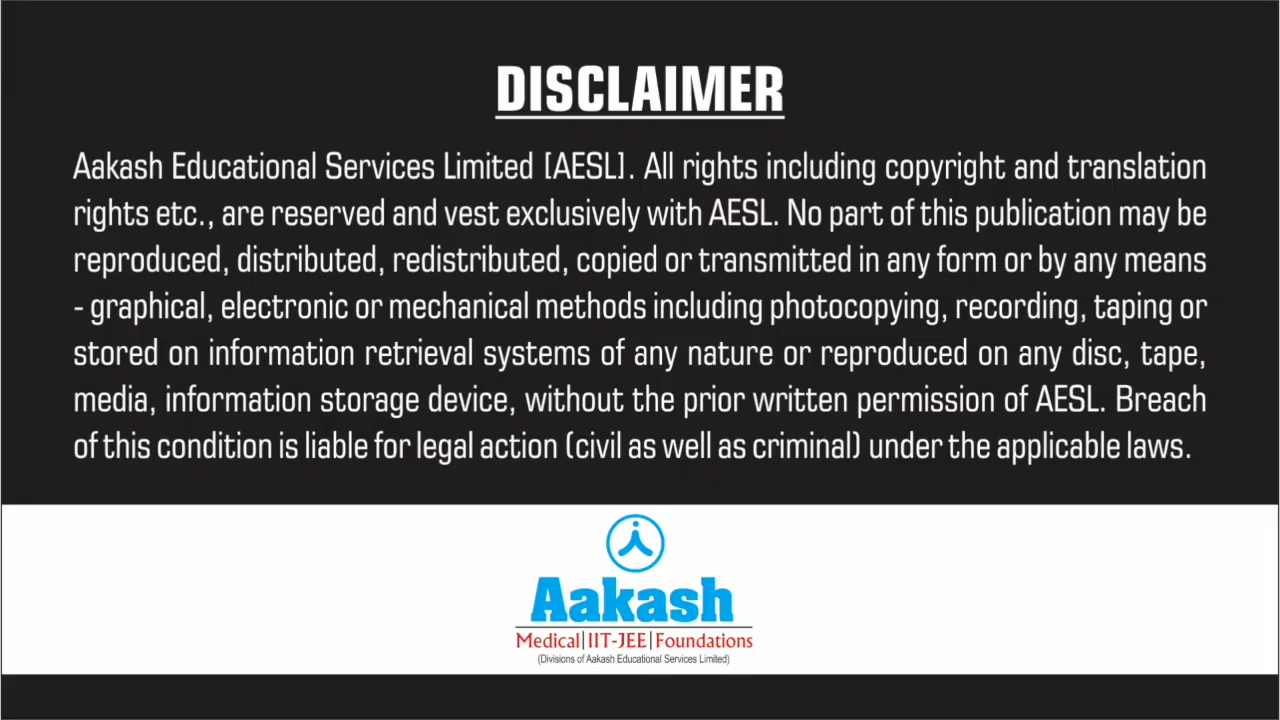 DISCLAIMER
Aakash Educational Services Limited [AESL]. All rights including copyright and translation
rights etc., are reserved and vest exclusively with AESL. No part of this publication may be
reproduced, distributed, redistributed, copied or transmitted in any form or by any means
- graphical, electronic or mechanical methods including photocopying, recording, taping or
stored on information retrieval systems of any nature or reproduced on any disc, tape,
media, information storage device, without the prior written permission of AESL. Breach
of this condition is liable for legal action (civil as well as criminal) under the applicable laws.
Aakash
Medical|IIT-JEE|Foundations
(Divisions of Aakash Educational Services Limited)